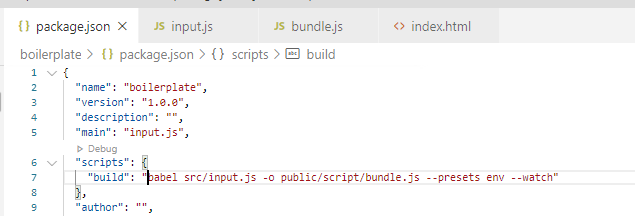 package.json JS input.js JS bundle.js <> index.html
boilerplate > {} package.json > {} scripts > abc build
1 {
2 "name": "boilerplate",
3 "version": "1.0.0",
4 "description": "",
5 "main": "input.js",
Debug
6 "scripts": {
7 "build": "babel src/input.js -o public/script/bundle.js --presets env --watch"
8 },
9 "author": "",